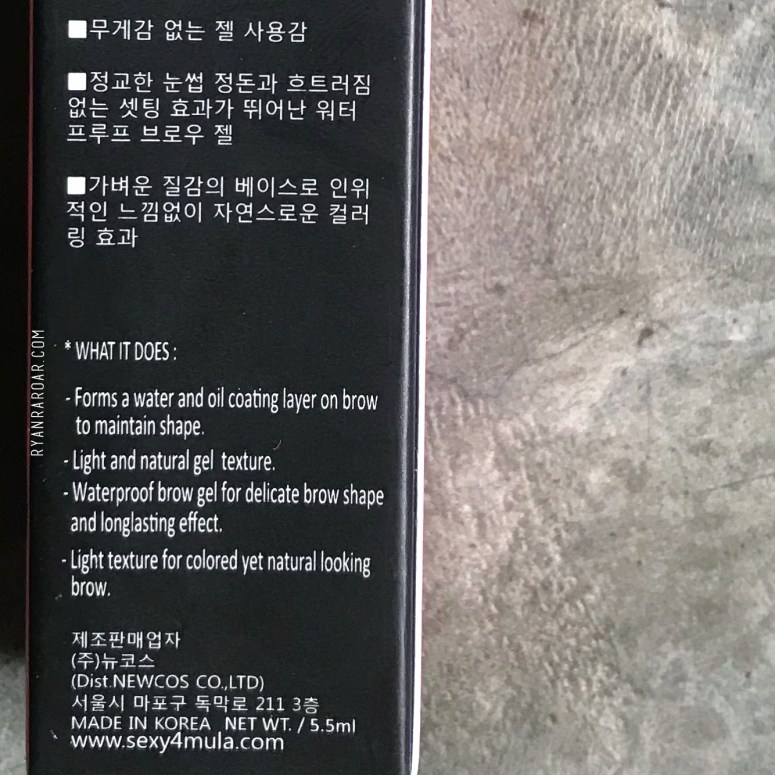 ■무게감 없는 젤 사용감
■정교한 눈썹 정돈과 흐트러짐
없는 셋팅 효과가 뛰어난 워터
프루프 브로우 젤
■가벼운 질감의 베이스로 인위
적인 느낌없이 자연스로운 컬러
링 효과
* WHAT IT DOES :
- Forms a water and oil coating layer on brow
to maintain shape.
- Light and natural gel texture.
- Waterproof brow gel for delicate brow shape
and longlasting effect.
- Light texture for colored yet natural looking
brow.
제조판매업자
(주)뉴코스
(Dist.NEWCOS CO.,LTD)
서울시 마포구 독막로 211 3층
MADE IN KOREA NET WT. / 5.5ml
www.sexy4mula.com
RYANRAROAR.COM